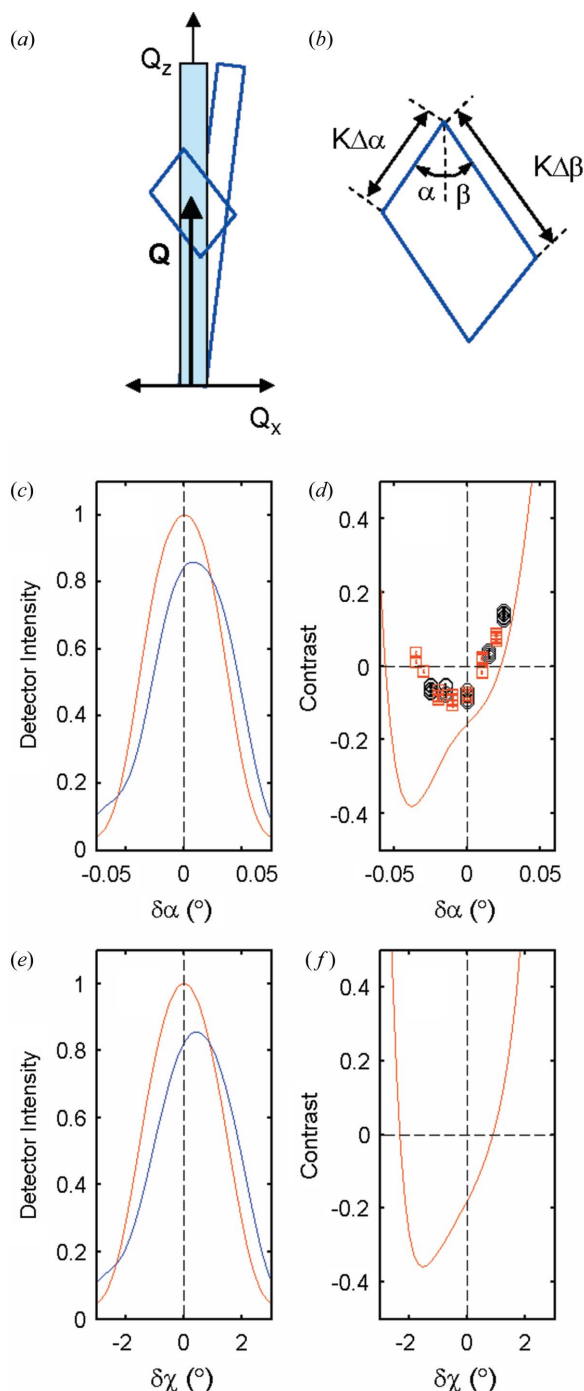 (a)
Q_z
Q
Q_x
(b)
KΔα
KΔβ
α
β
(c)
Detector Intensity
1
0.8
0.6
0.4
0.2
0
-0.05
0
0.05
δα (°)
(d)
Contrast
0.4
0.2
0
-0.2
-0.4
-0.05
0
0.05
δα (°)
(e)
Detector Intensity
1
0.8
0.6
0.4
0.2
0
-2
0
2
δχ (°)
(f)
Contrast
0.4
0.2
0
-0.2
-0.4
-2
0
2
δχ (°)